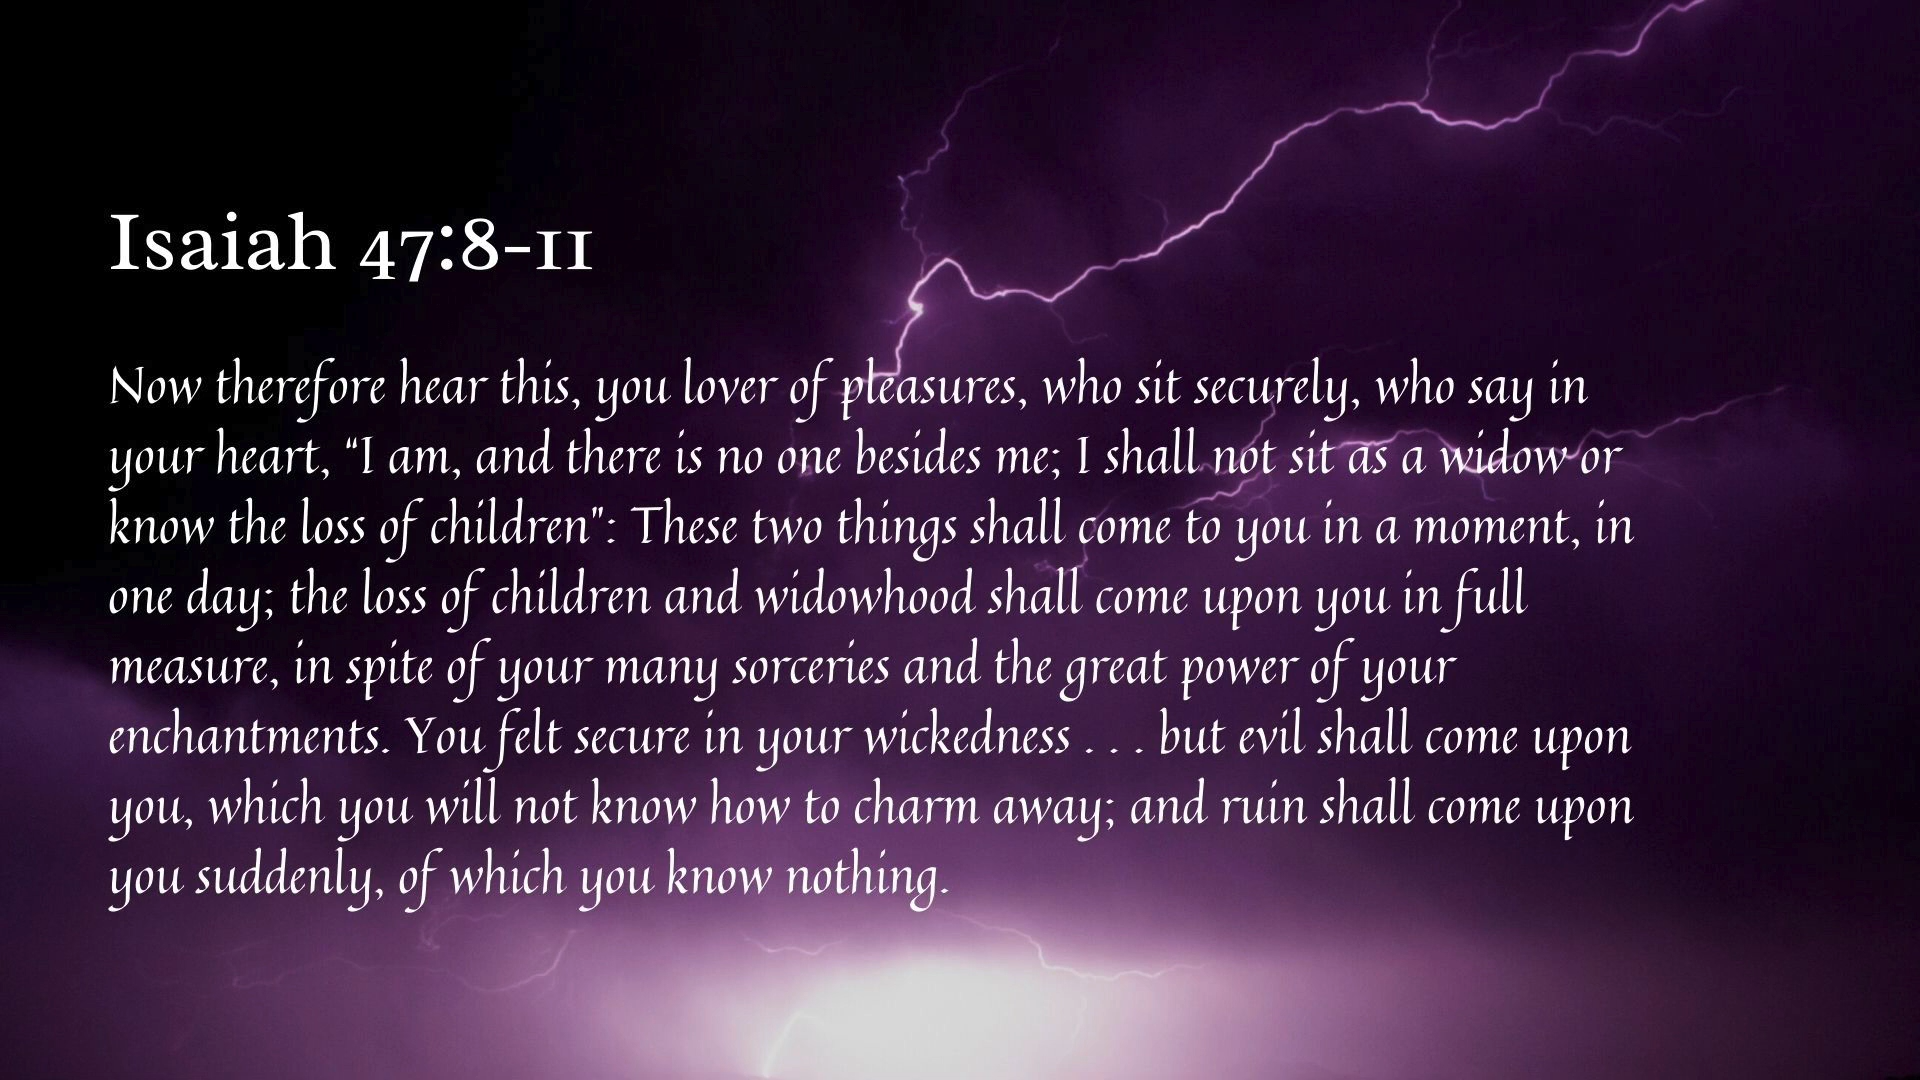 Isaiah 47:8-11
Now therefore hear this, you lover of pleasures, who sit securely, who say in
your heart, “I am, and there is no one besides me; I shall not sit as a widow or
know the loss of children”: These two things shall come to you in a moment, in
one day; the loss of children and widowhood shall come upon you in full
measure, in spite of your many sorceries and the great power of your
enchantments. You felt secure in your wickedness . . . but evil shall come upon
you, which you will not know how to charm away; and ruin shall come upon
you suddenly, of which you know nothing.